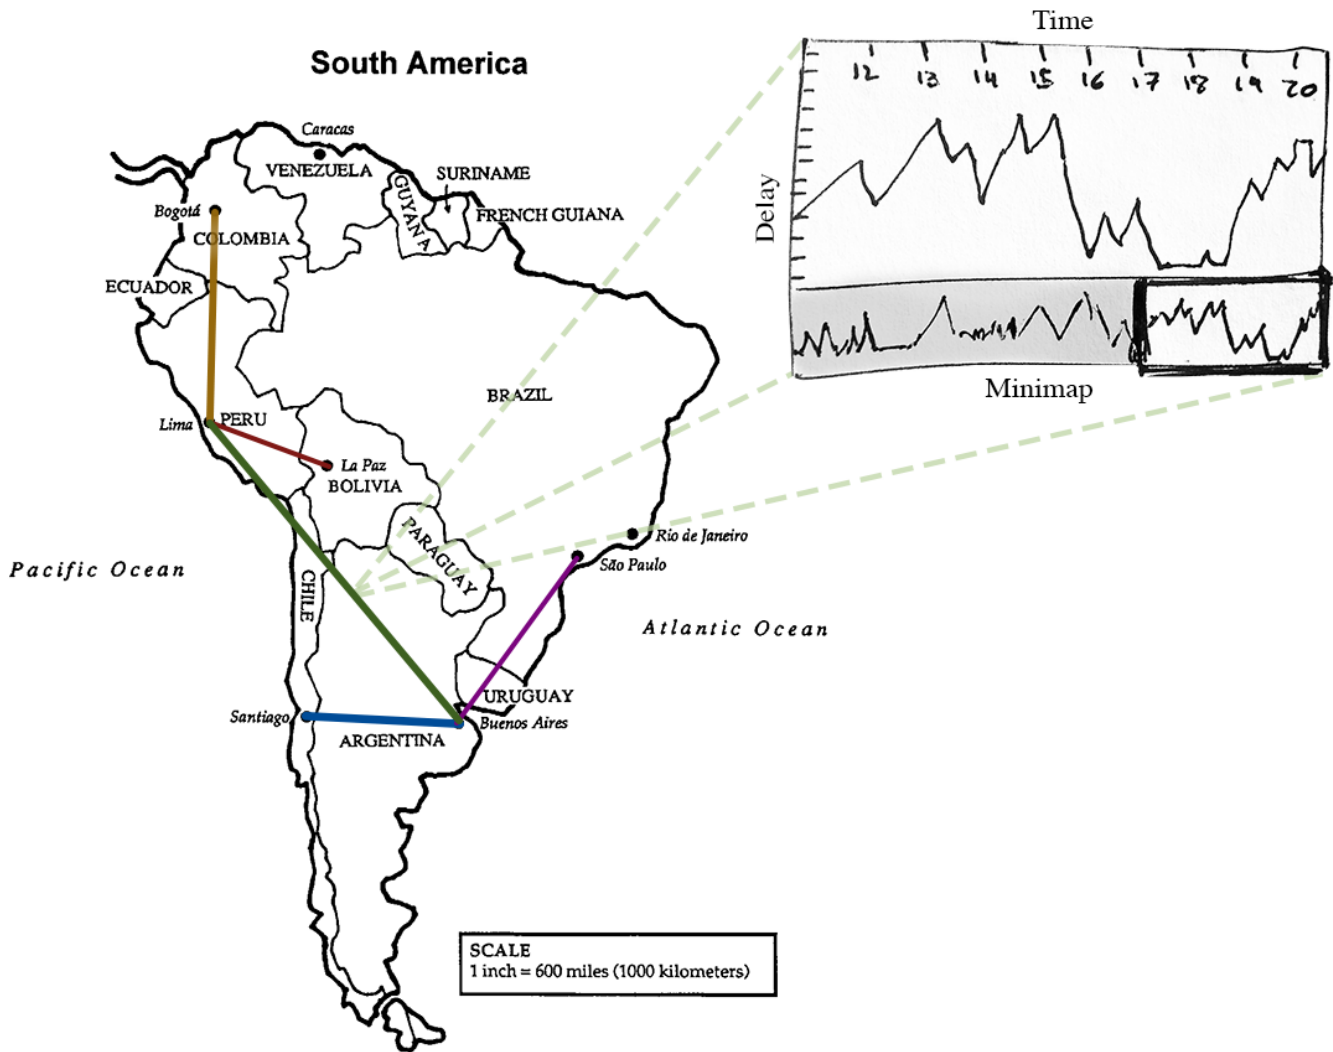 South America
Time
12 13 14 15 16 17 18 19 20
Delay
Minimap
Caracas
VENEZUELA
SURINAME
GUYANA
FRENCH GUIANA
Bogotá
COLOMBIA
ECUADOR
BRAZIL
Lima
PERU
La Paz
BOLIVIA
PARAGUAY
Rio de Janeiro
São Paulo
Pacific Ocean
CHILE
Atlantic Ocean
URUGUAY
Santiago
Buenos Aires
ARGENTINA
SCALE
1 inch = 600 miles (1000 kilometers)